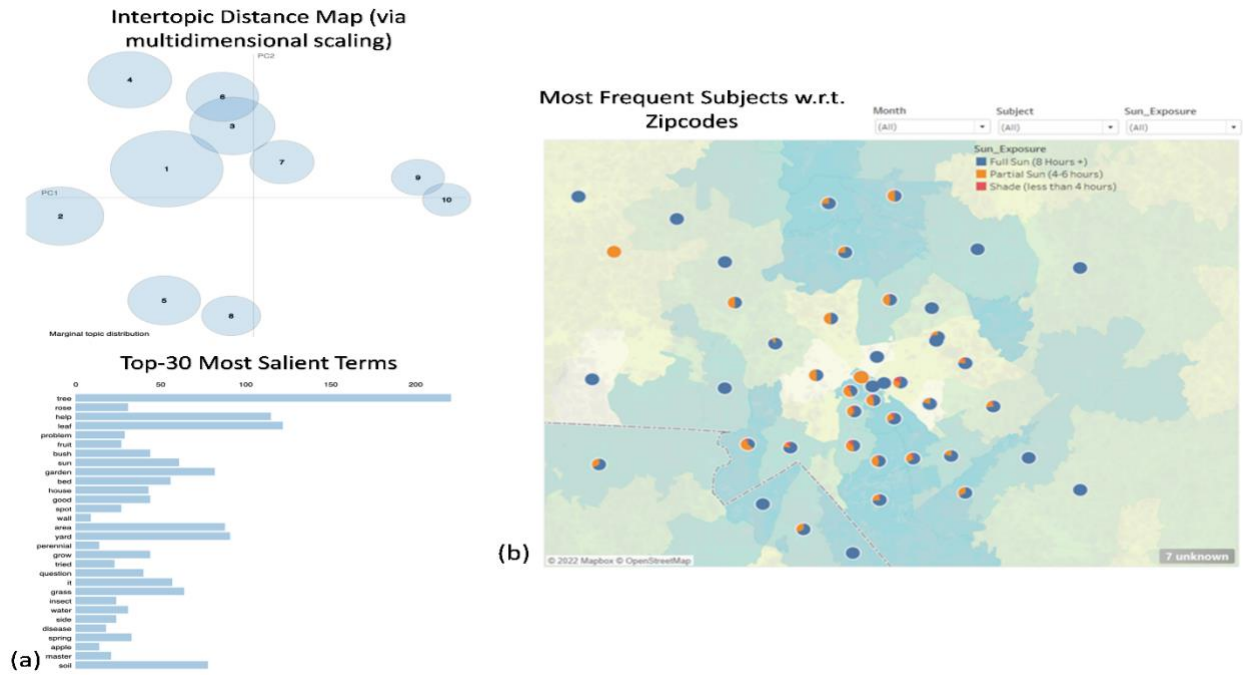 Intertopic Distance Map (via
multidimensional scaling)
PC2
4
6
3
1
7
9
10
PC1
2
5
8
Marginal topic distribution
Top-30 Most Salient Terms
0 50 100 150 200
tree
rose
help
leaf
problem
fruit
bush
sun
garden
bed
house
good
spot
wall
area
yard
perennial
grow
tried
question
it
grass
insect
water
side
disease
spring
apple
master
soil
(a)
Most Frequent Subjects w.r.t.
Zipcodes
Month Subject Sun_Exposure
(All) (All) (All)
Sun_Exposure
Full Sun (8 Hours +)
Partial Sun (4-6 hours)
Shade (less than 4 hours)
(b)
© 2022 Mapbox © OpenStreetMap
7 unknown